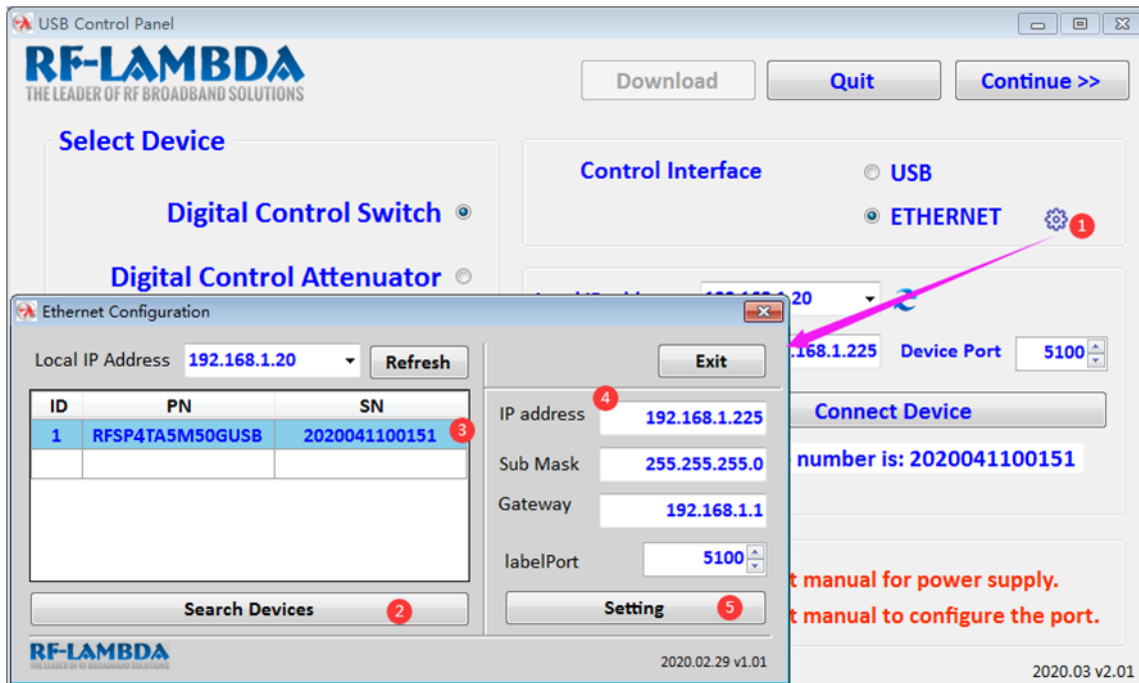 USB Control Panel
RF-LAMBDA
THE LEADER OF RF BROADBAND SOLUTIONS
Download
Quit
Continue >>
Select Device
Digital Control Switch
Digital Control Attenuator
Control Interface
USB
ETHERNET
1
.20
.168.1.225
Device Port
5100
Connect Device
number is: 2020041100151
t manual for power supply.
t manual to configure the port.
2020.03 v2.01
Ethernet Configuration
Local IP Address
192.168.1.20
Refresh
ID PN SN
1 RFSP4TA5M50GUSB 2020041100151
3
Search Devices
2
Exit
4
IP address
192.168.1.225
Sub Mask
255.255.255.0
Gateway
192.168.1.1
labelPort
5100
Setting
5
RF-LAMBDA
THE LEADER OF RF BROADBAND SOLUTIONS
2020.02.29 v1.01